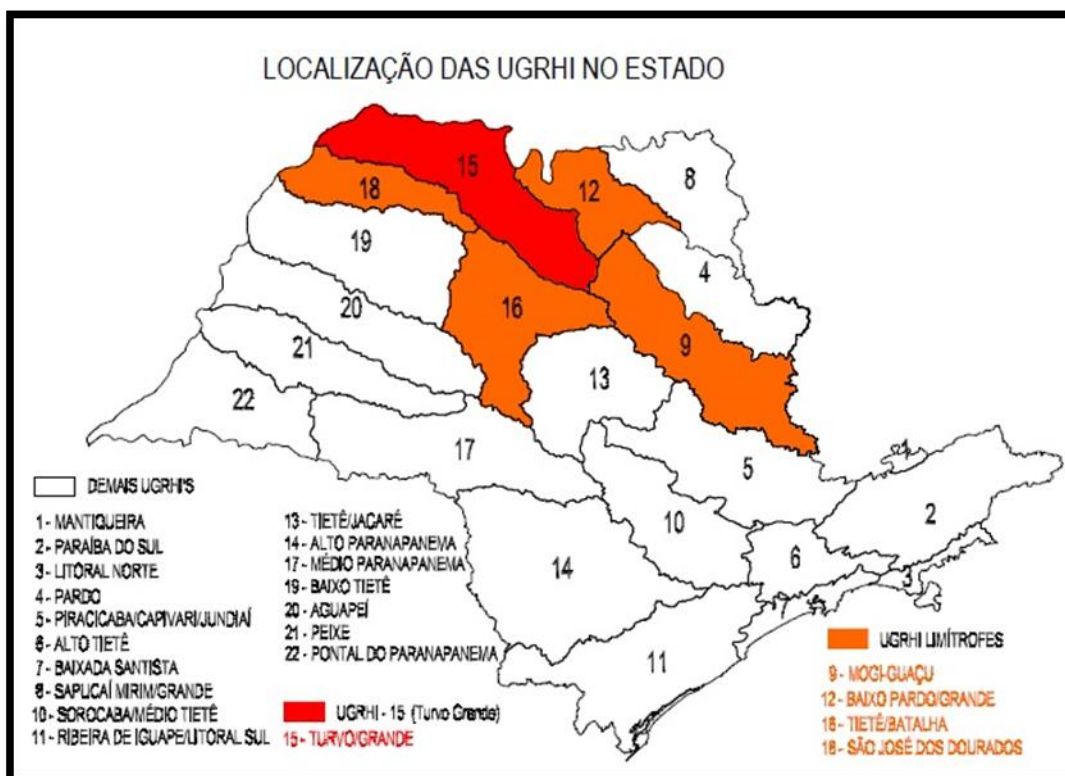 LOCALIZAÇÃO DAS UGRHI NO ESTADO
15
8
12
18
19
4
20
16
9
21
13
22
17
5
1
2
10
6
14
3
11
DEMAIS UGRHI'S
1 - MANTIQUEIRA
2 - PARAÍBA DO SUL
3 - LITORAL NORTE
4 - PARDO
5 - PIRACICABA/CAPIVARI/JUNDIAÍ
6 - ALTO TIETÊ
7 - BAIXADA SANTISTA
8 - SAPUCAÍ MIRIM/GRANDE
10 - SOROCABA/MÉDIO TIETÊ
11 - RIBEIRA DE IGUAPE/LITORAL SUL
13 - TIETÊ/JACARÉ
14 - ALTO PARANAPANEMA
17 - MÉDIO PARANAPANEMA
19 - BAIXO TIETÊ
20 - AGUAPEÍ
21 - PEIXE
22 - PONTAL DO PARANAPANEMA
UGRHI - 15 (Turvo Grande)
15 - TURVO/GRANDE
UGRHI LIMÍTROFES
9 - MOGI-GUAÇU
12 - BAIXO PARDO/GRANDE
16 - TIETÊ/BATALHA
18 - SÃO JOSÉ DOS DOURADOS